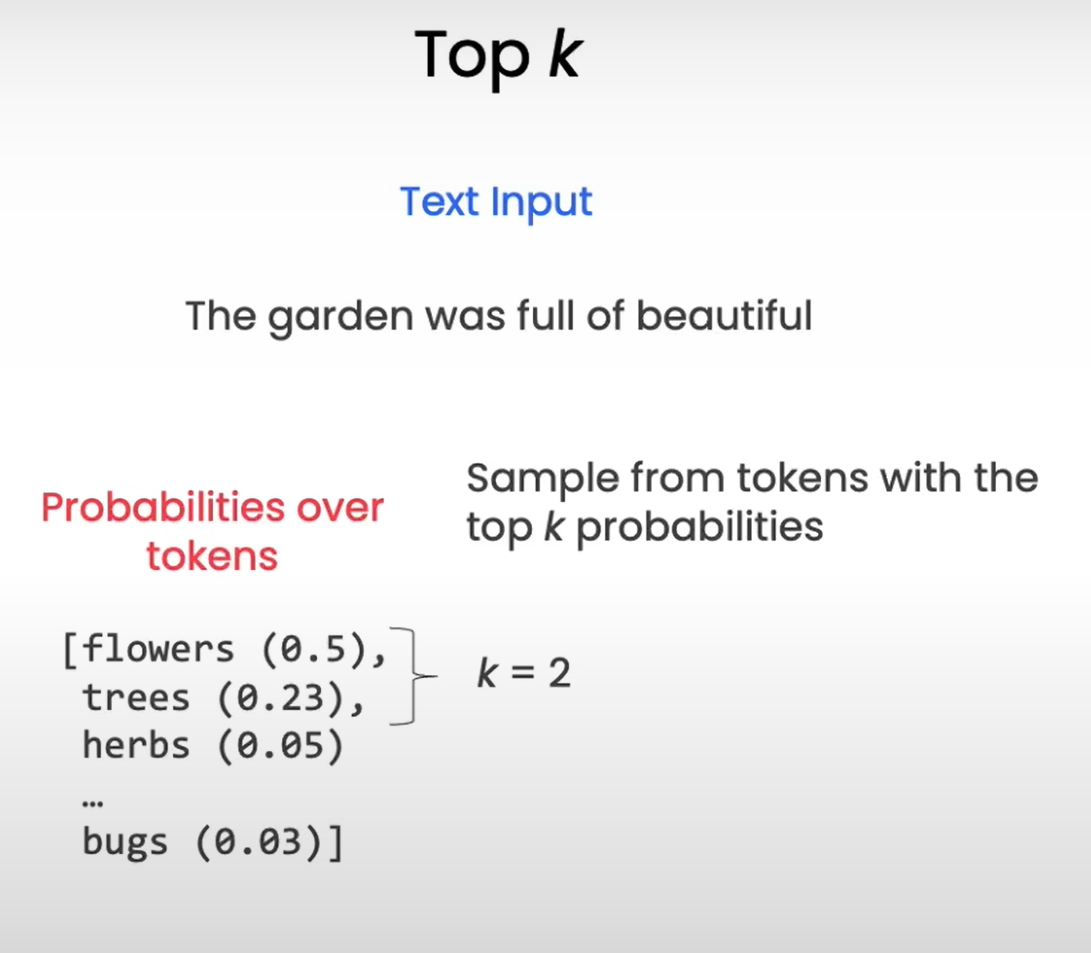 Top k
Text Input
The garden was full of beautiful
Probabilities over
tokens
Sample from tokens with the
top k probabilities
[flowers (0.5),
trees (0.23),
herbs (0.05)
...
bugs (0.03)]
k = 2